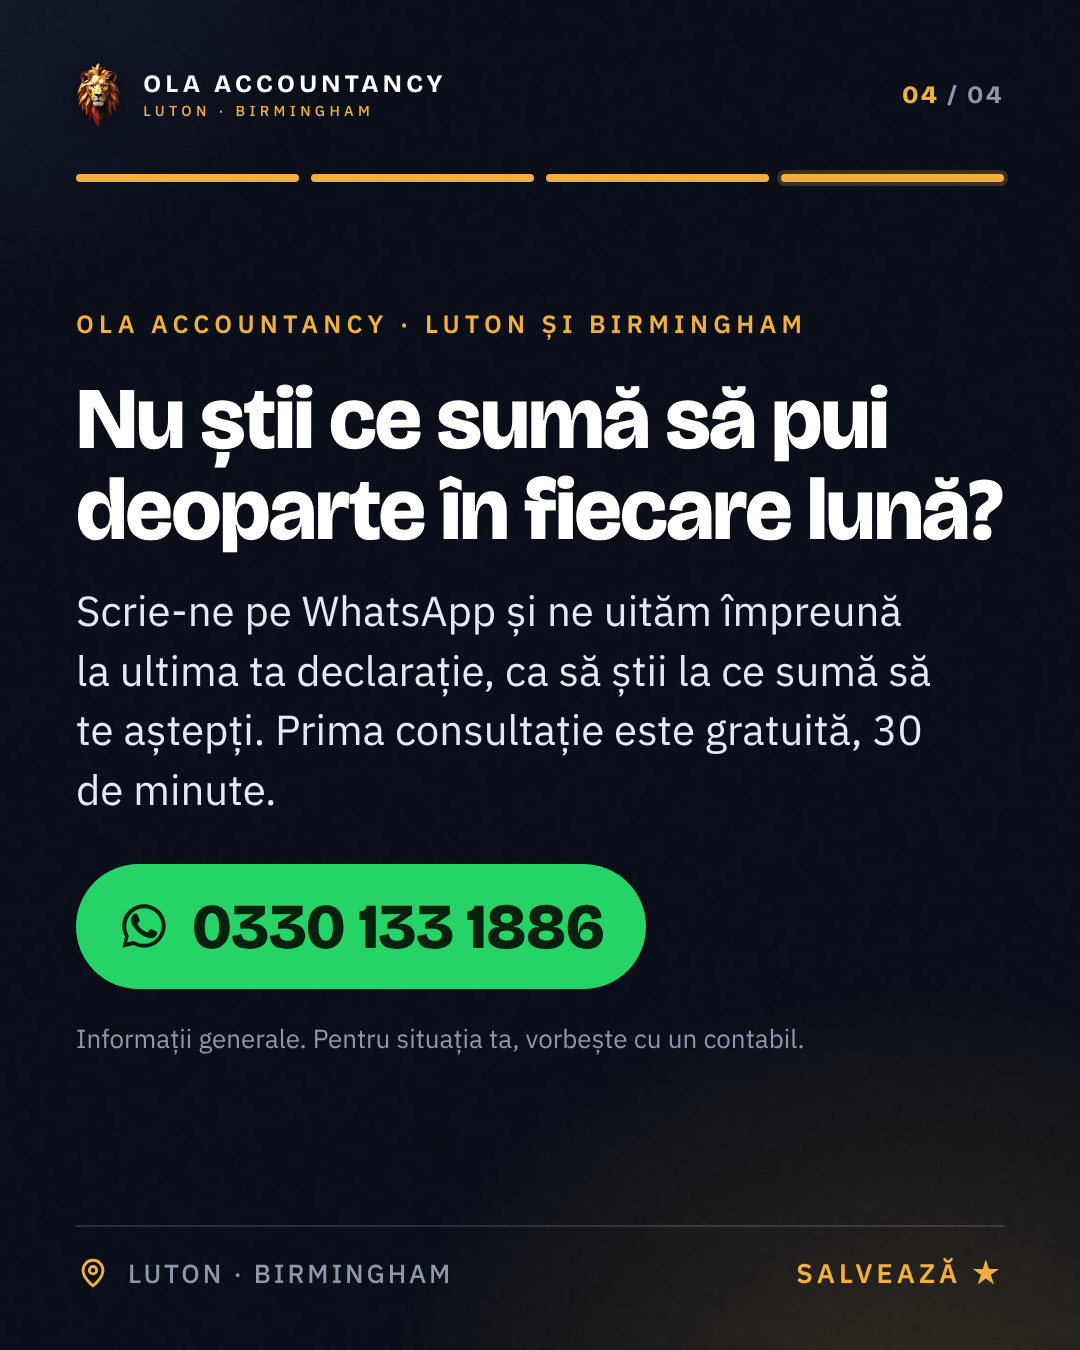 OLA ACCOUNTANCY
LUTON · BIRMINGHAM
04 / 04
OLA ACCOUNTANCY · LUTON ȘI BIRMINGHAM
Nu știi ce sumă să pui
deoparte în fiecare lună?
Scrie-ne pe WhatsApp și ne uităm împreună
la ultima ta declarație, ca să știi la ce sumă să
te aștepți. Prima consultație este gratuită, 30
de minute.
0330 133 1886
Informații generale. Pentru situația ta, vorbește cu un contabil.
LUTON · BIRMINGHAM
SALVEAZĂ ★